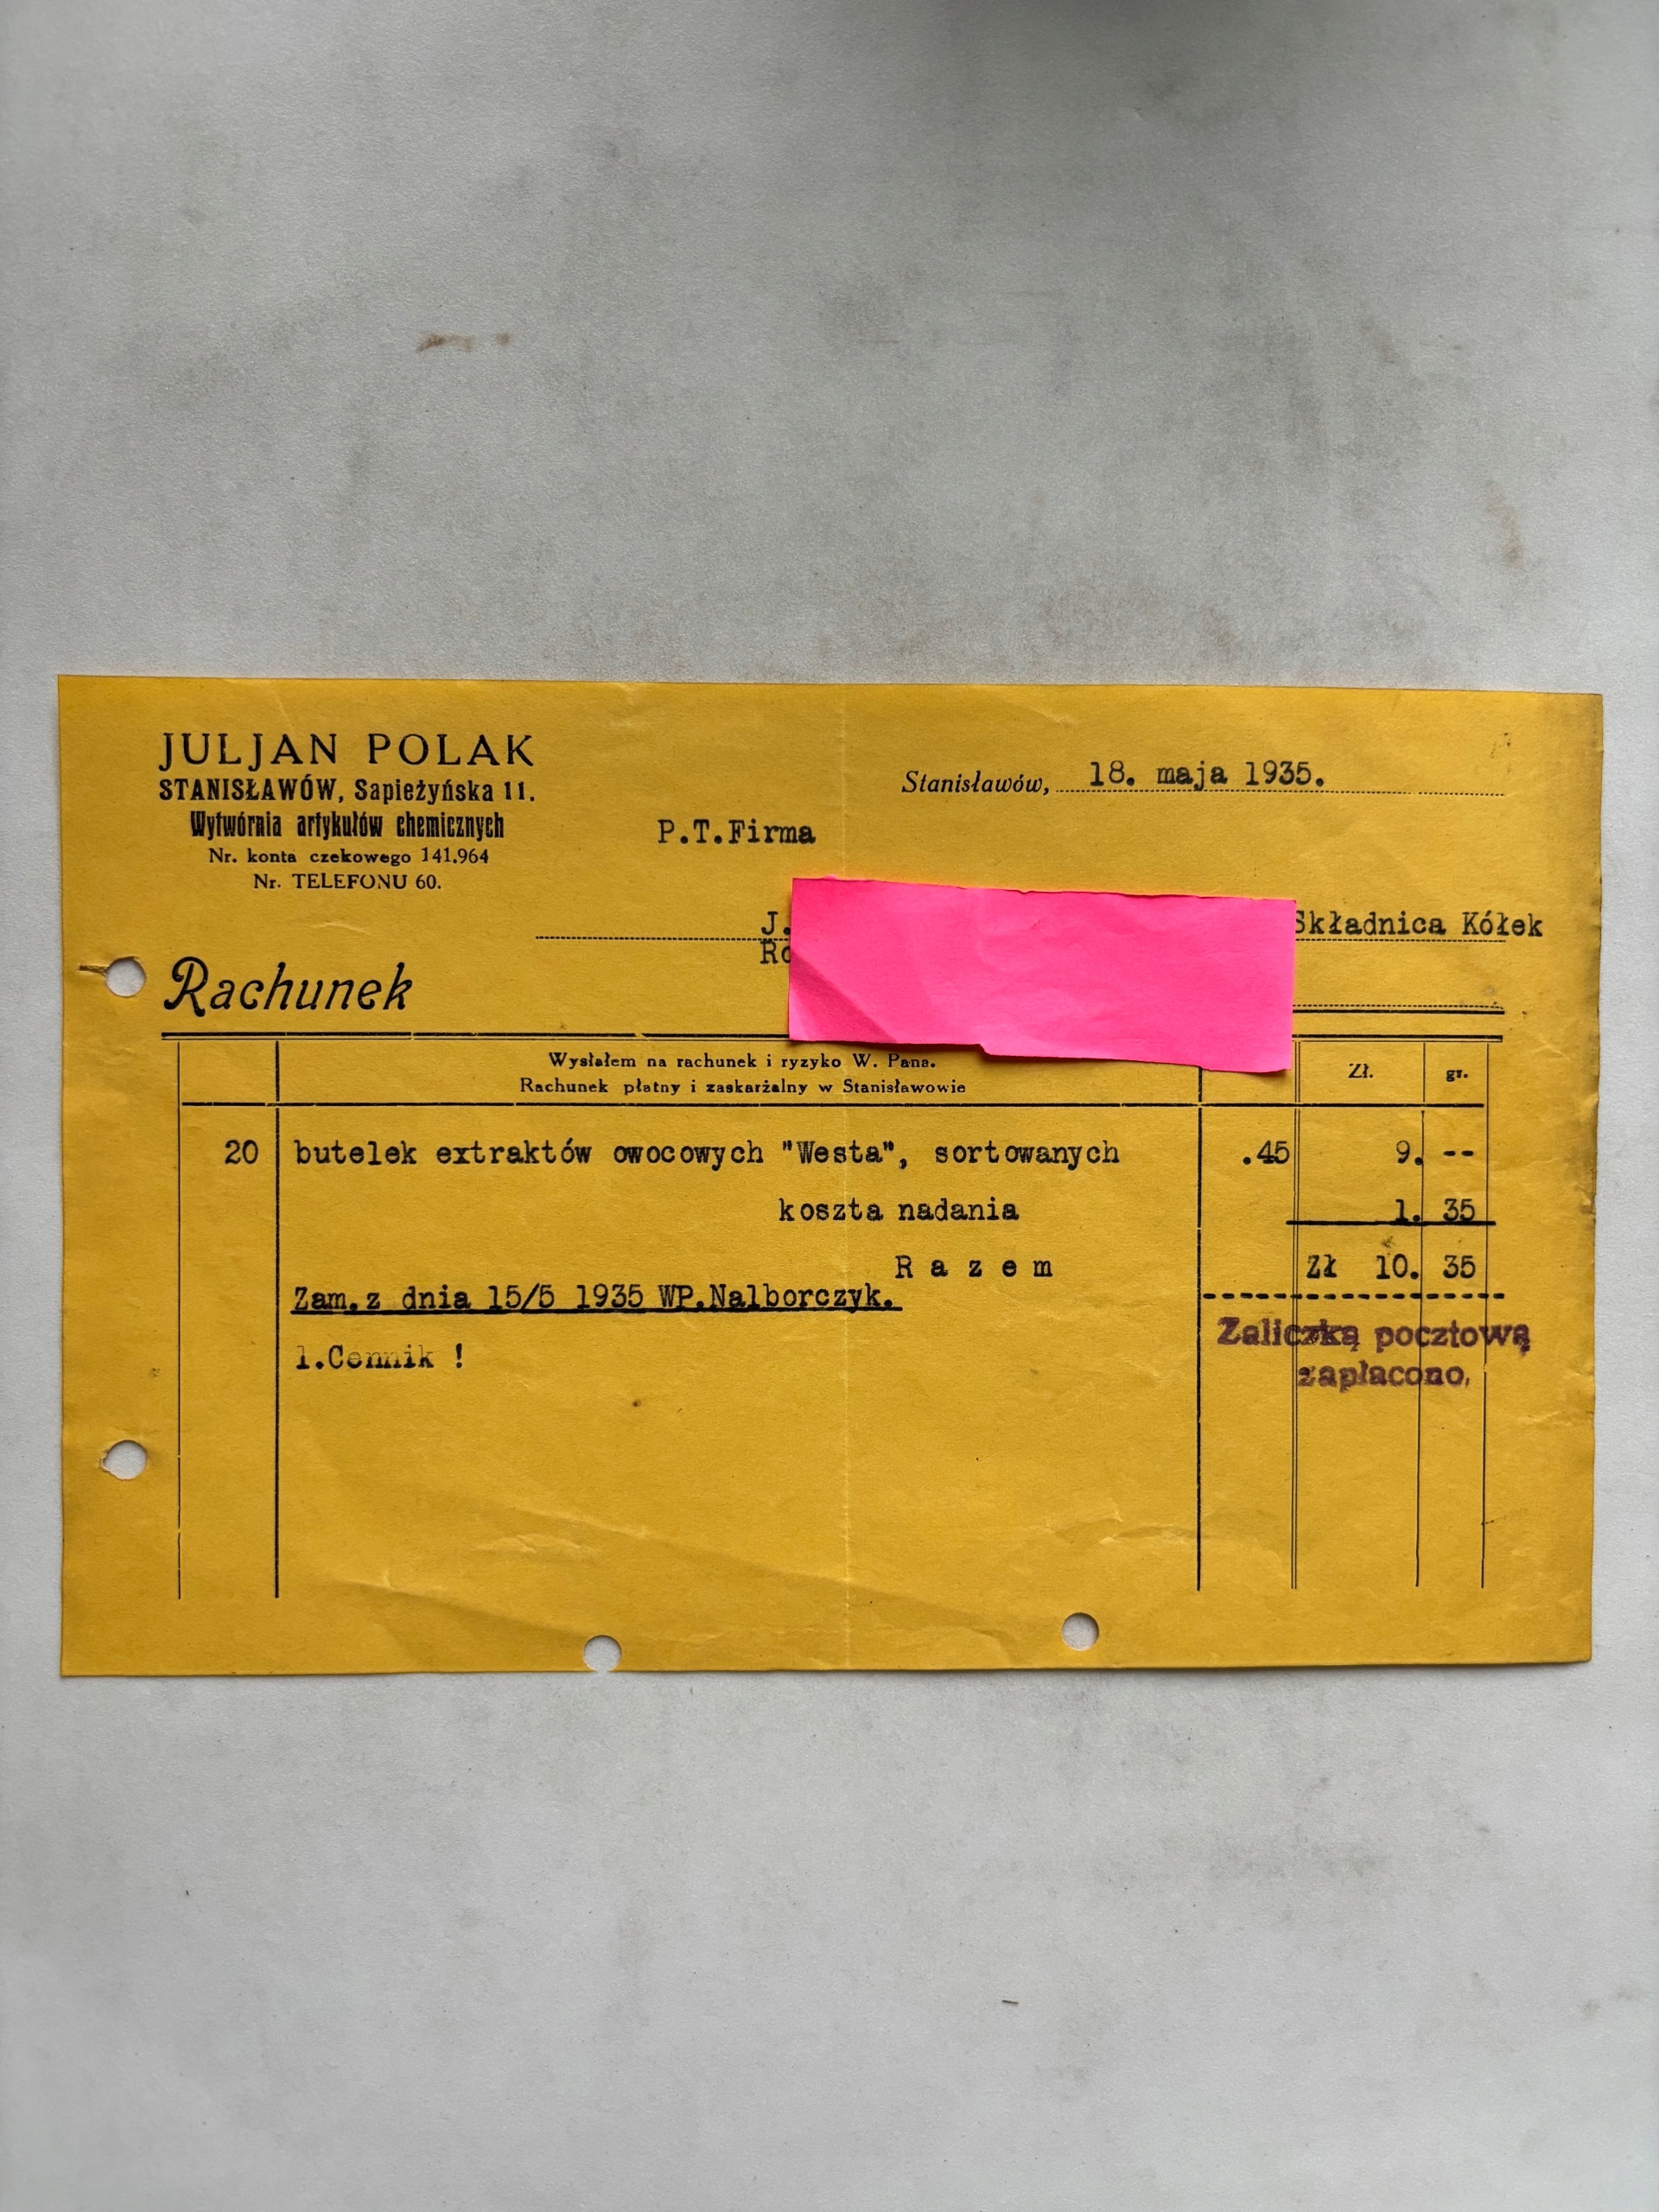 JULJAN POLAK
STANISŁAWÓW, Sapieżyńska 11.
Wytwórnia artykułów chemicznych
Nr. konta czekowego 141.964
Nr. TELEFONU 60.
Stanisławów, 18. maja 1935.
P.T.Firma
J. Składnica Kółek
Ro
Rachunek
Wysłałem na rachunek i ryzyko W. Pana.
Rachunek płatny i zaskarżalny w Stanisławowie
Zł. gr.
20 butelek extraktów owocowych "Westa", sortowanych .45 9. --
koszta nadania 1. 35
R a z e m Zł 10. 35
Zam.z dnia 15/5 1935 WP.Nalborczyk.
1.Cennik !
Zaliczką pocztową
zapłacono.